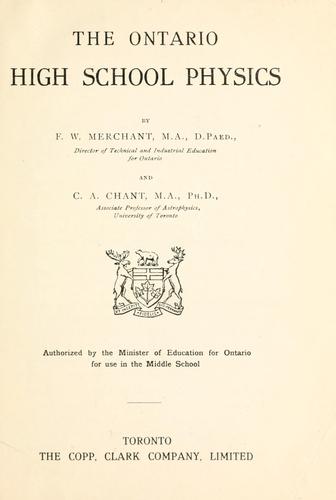 THE ONTARIO
HIGH SCHOOL PHYSICS
BY
F. W. MERCHANT, M.A., D.PAED.,
Director of Technical and Industrial Education
for Ontario
AND
C. A. CHANT, M.A., PH.D.,
Associate Professor of Astrophysics,
University of Toronto
Authorized by the Minister of Education for Ontario
for use in the Middle School
TORONTO
THE COPP, CLARK COMPANY, LIMITED